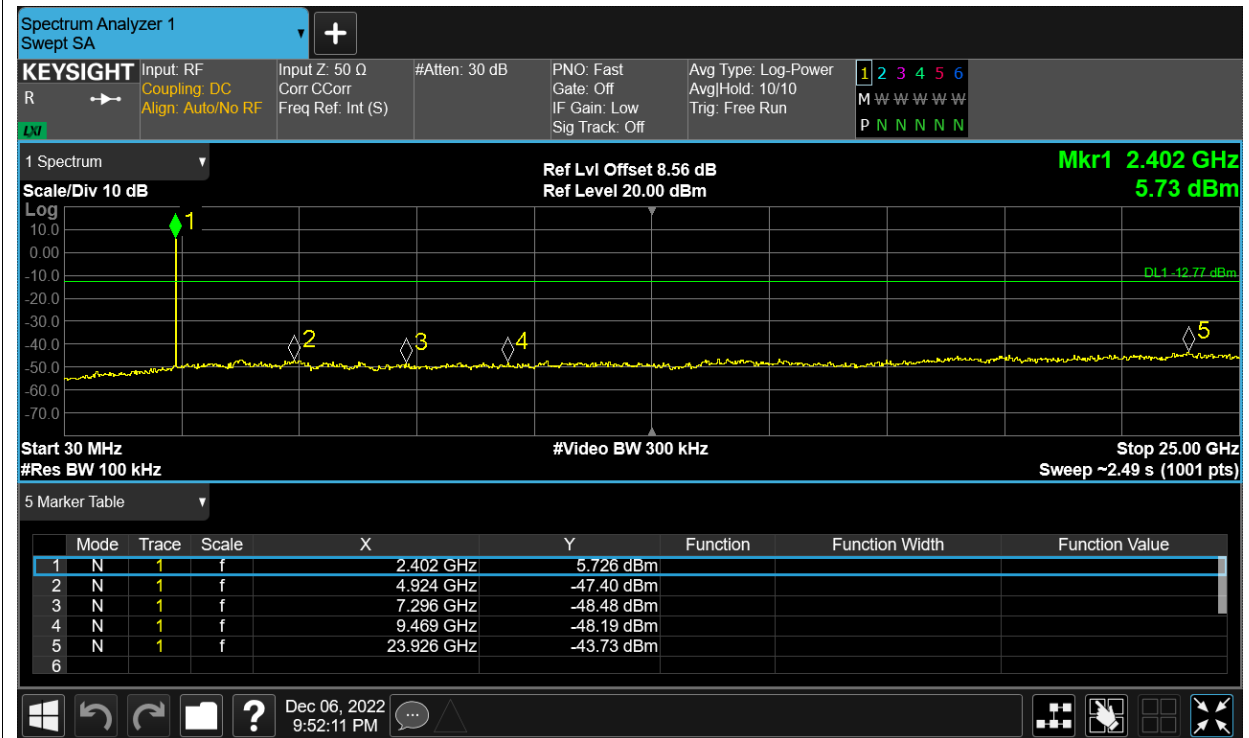 Spectrum Analyzer 1
Swept SA
KEYSIGHT
R
LXI
Input: RF
Coupling: DC
Align: Auto/No RF
Input Z: 50 Ω
Corr CCorr
Freq Ref: Int (S)
#Atten: 30 dB
PNO: Fast
Gate: Off
IF Gain: Low
Sig Track: Off
Avg Type: Log-Power
Avg|Hold: 10/10
Trig: Free Run
1 2 3 4 5 6
M W W W W W
P N N N N N
1 Spectrum
Scale/Div 10 dB
Ref Lvl Offset 8.56 dB
Ref Level 20.00 dBm
Mkr1 2.402 GHz
5.73 dBm
Log
10.0
0.00
-10.0
-20.0
-30.0
-40.0
-50.0
-60.0
-70.0
1
2
3
4
5
DL1 -12.77 dBm
Start 30 MHz
#Res BW 100 kHz
#Video BW 300 kHz
Stop 25.00 GHz
Sweep ~2.49 s (1001 pts)
5 Marker Table
Mode Trace Scale X Y Function Function Width Function Value
1 N 1 f 2.402 GHz 5.726 dBm
2 N 1 f 4.924 GHz -47.40 dBm
3 N 1 f 7.296 GHz -48.48 dBm
4 N 1 f 9.469 GHz -48.19 dBm
5 N 1 f 23.926 GHz -43.73 dBm
6
?
Dec 06, 2022
9:52:11 PM